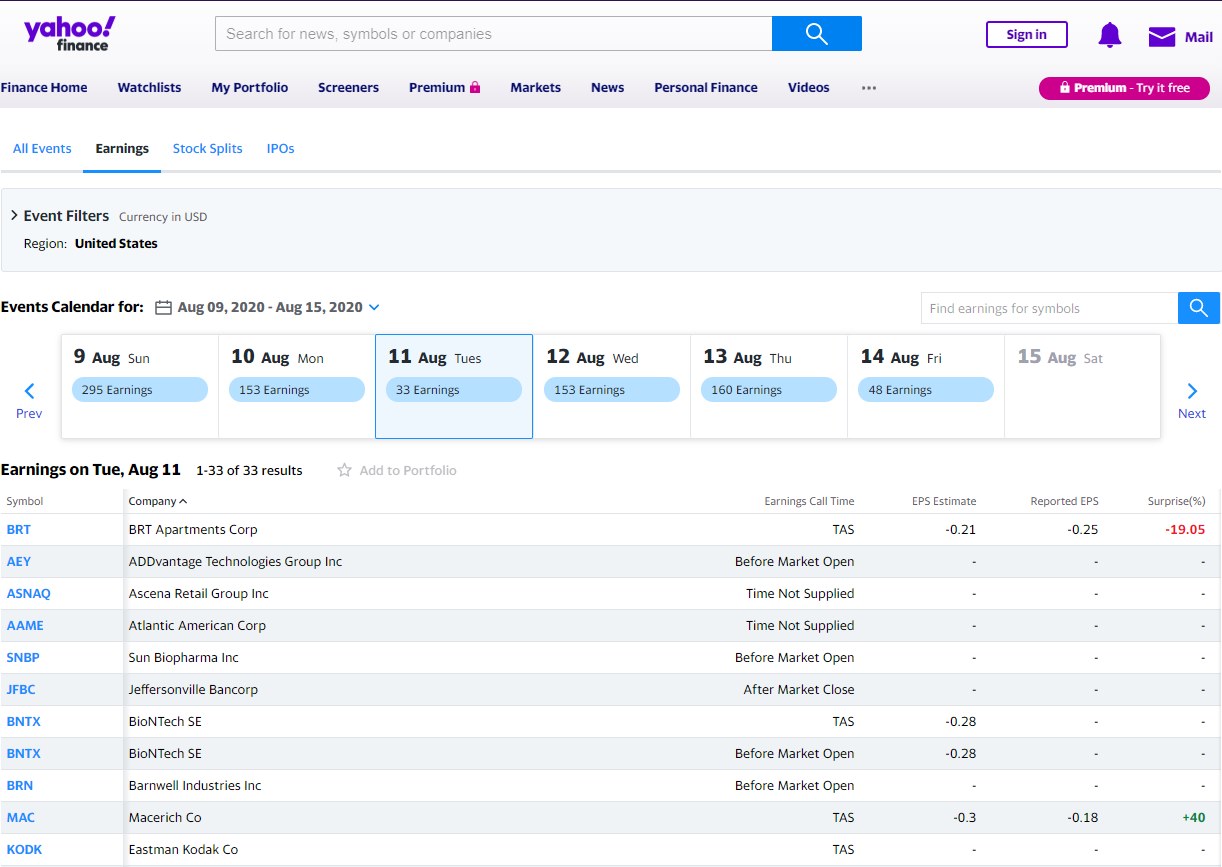 yahoo!
finance
Search for news, symbols or companies
Sign in
Mail
Finance Home Watchlists My Portfolio Screeners Premium Markets News Personal Finance Videos ···
Premium - Try it free
All Events Earnings Stock Splits IPOs
Event Filters Currency in USD
Region: United States
Events Calendar for: Aug 09, 2020 - Aug 15, 2020
Find earnings for symbols
9 Aug Sun 10 Aug Mon 11 Aug Tues 12 Aug Wed 13 Aug Thu 14 Aug Fri 15 Aug Sat
295 Earnings 153 Earnings 33 Earnings 153 Earnings 160 Earnings 48 Earnings
Prev Next
Earnings on Tue, Aug 11 1-33 of 33 results Add to Portfolio
Symbol Company Earnings Call Time EPS Estimate Reported EPS Surprise(%)
BRT BRT Apartments Corp TAS -0.21 -0.25 -19.05
AEY ADDvantage Technologies Group Inc Before Market Open - - -
ASNAQ Ascena Retail Group Inc Time Not Supplied - - -
AAME Atlantic American Corp Time Not Supplied - - -
SNBP Sun Biopharma Inc Before Market Open - - -
JFBC Jeffersonville Bancorp After Market Close - - -
BNTX BioNTech SE TAS -0.28 - -
BNTX BioNTech SE Before Market Open -0.28 - -
BRN Barnwell Industries Inc Before Market Open - - -
MAC Macerich Co TAS -0.3 -0.18 +40
KODK Eastman Kodak Co TAS - - -